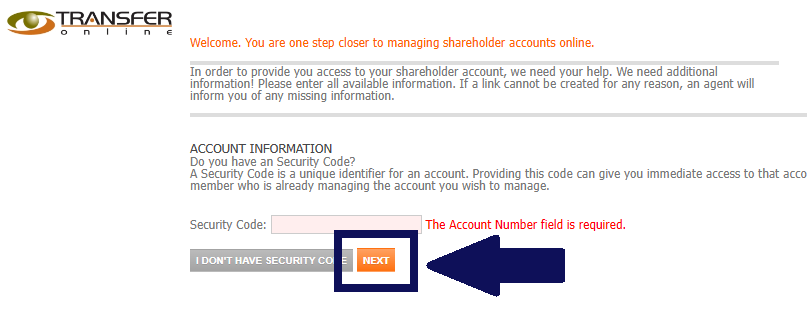 TRANSFER
online
Welcome. You are one step closer to managing shareholder accounts online.
In order to provide you access to your shareholder account, we need your help. We need additional
information! Please enter all available information. If a link cannot be created for any reason, an agent will
inform you of any missing information.
ACCOUNT INFORMATION
Do you have an Security Code?
A Security Code is a unique identifier for an account. Providing this code can give you immediate access to that acco
member who is already managing the account you wish to manage.
Security Code: The Account Number field is required.
I DON'T HAVE SECURITY CODE NEXT